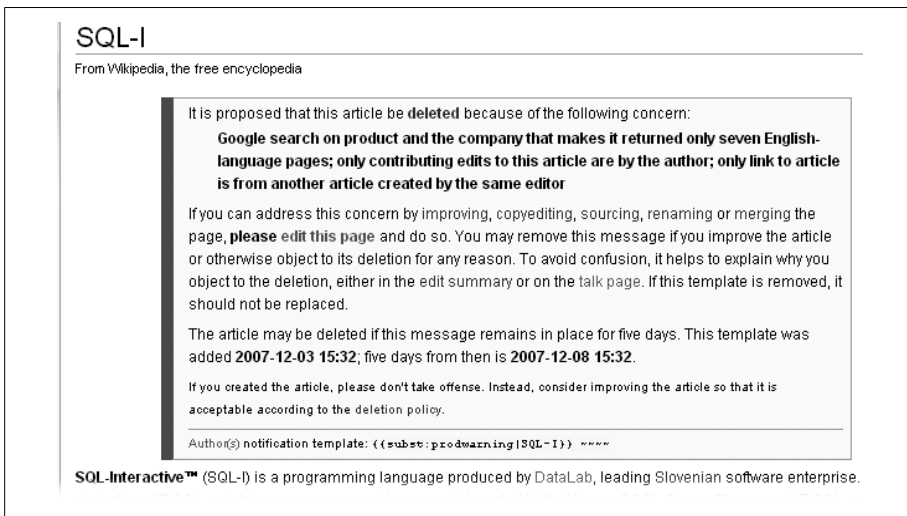 SQL-I
From Wikipedia, the free encyclopedia
It is proposed that this article be deleted because of the following concern:
Google search on product and the company that makes it returned only seven English-
language pages; only contributing edits to this article are by the author; only link to article
is from another article created by the same editor
If you can address this concern by improving, copyediting, sourcing, renaming or merging the
page, please edit this page and do so. You may remove this message if you improve the article
or otherwise object to its deletion for any reason. To avoid confusion, it helps to explain why you
object to the deletion, either in the edit summary or on the talk page. If this template is removed, it
should not be replaced.
The article may be deleted if this message remains in place for five days. This template was
added 2007-12-03 15:32; five days from then is 2007-12-08 15:32.
If you created the article, please don't take offense. Instead, consider improving the article so that it is
acceptable according to the deletion policy.
Author(s) notification template: {{subst:prodwarning|SQL-I}} ~~~~
SQL-Interactive™ (SQL-I) is a programming language produced by DataLab, leading Slovenian software enterprise.